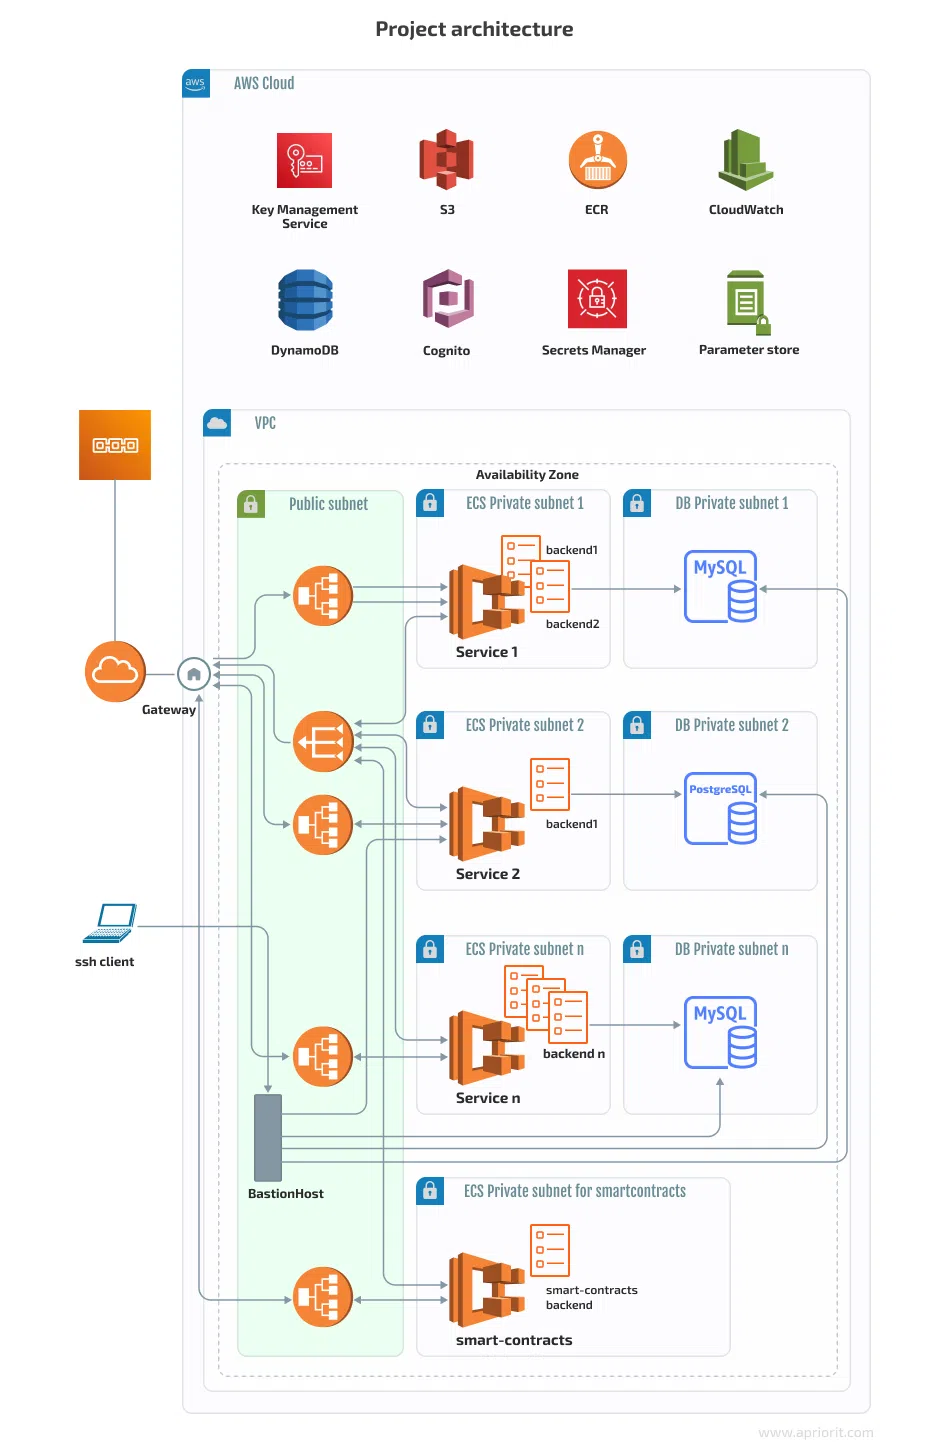 Project architecture
aws
AWS Cloud
Key Management
Service
S3
ECR
CloudWatch
DynamoDB
Cognito
Secrets Manager
Parameter store
VPC
Availability Zone
Public subnet
ECS Private subnet 1
DB Private subnet 1
backend1
MySQL
backend2
Service 1
Gateway
ECS Private subnet 2
DB Private subnet 2
PostgreSQL
backend1
Service 2
ssh client
ECS Private subnet n
DB Private subnet n
MySQL
backend n
Service n
BastionHost
ECS Private subnet for smartcontracts
smart-contracts
backend
smart-contracts
www.apriorit.com